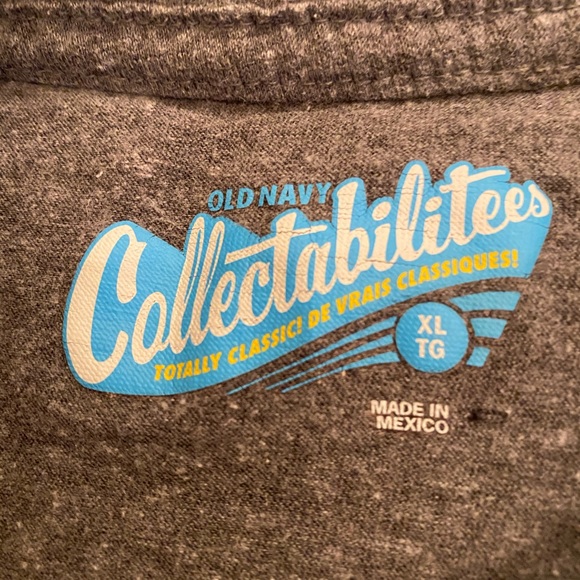 OLD NAVY
Collectabilitees
TOTALLY CLASSIC! DE VRAIS CLASSIQUES!
XL
TG
MADE IN
MEXICO